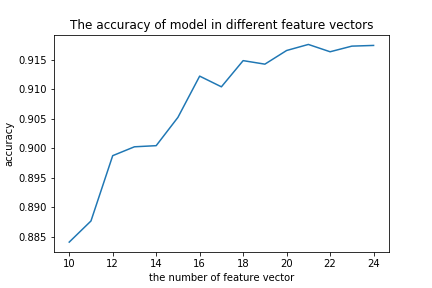 The accuracy of model in different feature vectors
0.915
0.910
0.905
0.900
0.895
0.890
0.885
accuracy
10 12 14 16 18 20 22 24
the number of feature vector